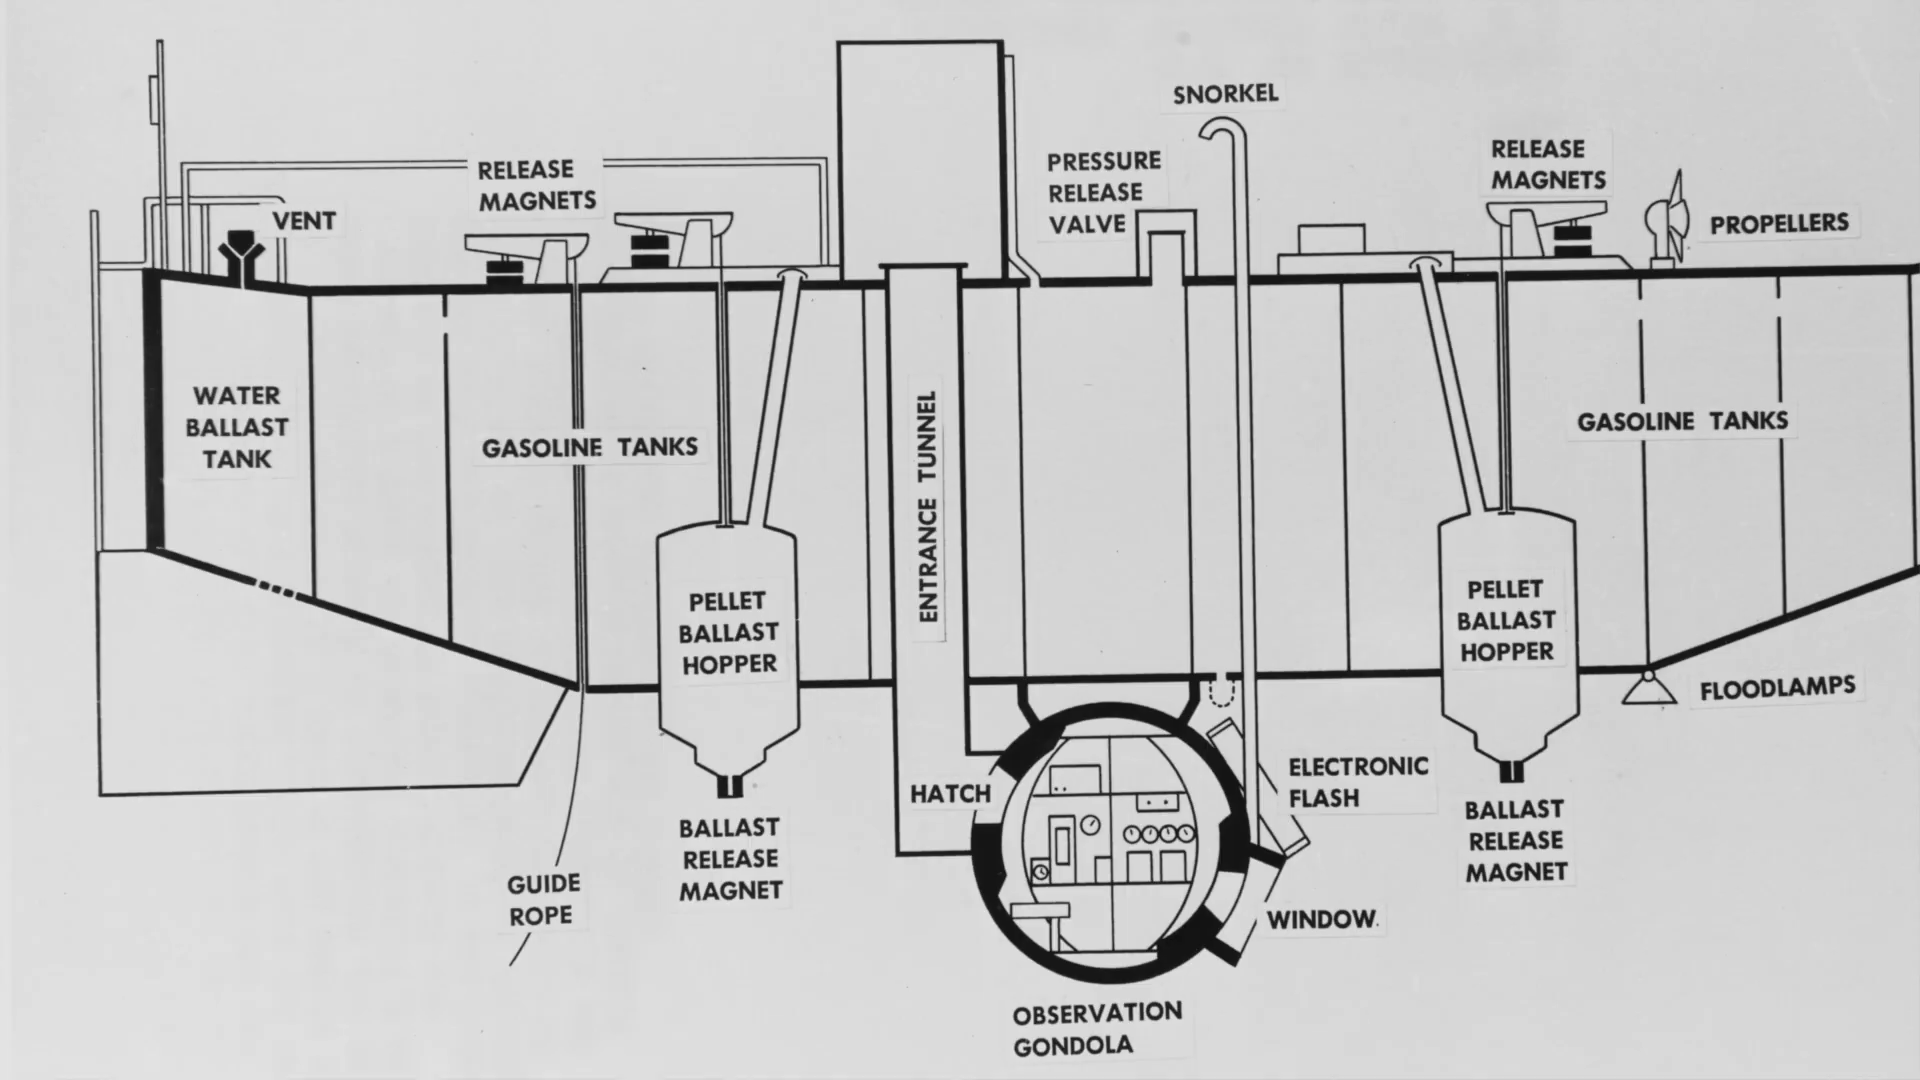 SNORKEL
RELEASE
MAGNETS
PRESSURE
RELEASE
VALVE
RELEASE
MAGNETS
VENT
PROPELLERS
WATER
BALLAST
TANK
GASOLINE TANKS
ENTRANCE TUNNEL
GASOLINE TANKS
PELLET
BALLAST
HOPPER
PELLET
BALLAST
HOPPER
FLOODLAMPS
HATCH
ELECTRONIC
FLASH
BALLAST
RELEASE
MAGNET
BALLAST
RELEASE
MAGNET
GUIDE
ROPE
WINDOW.
OBSERVATION
GONDOLA